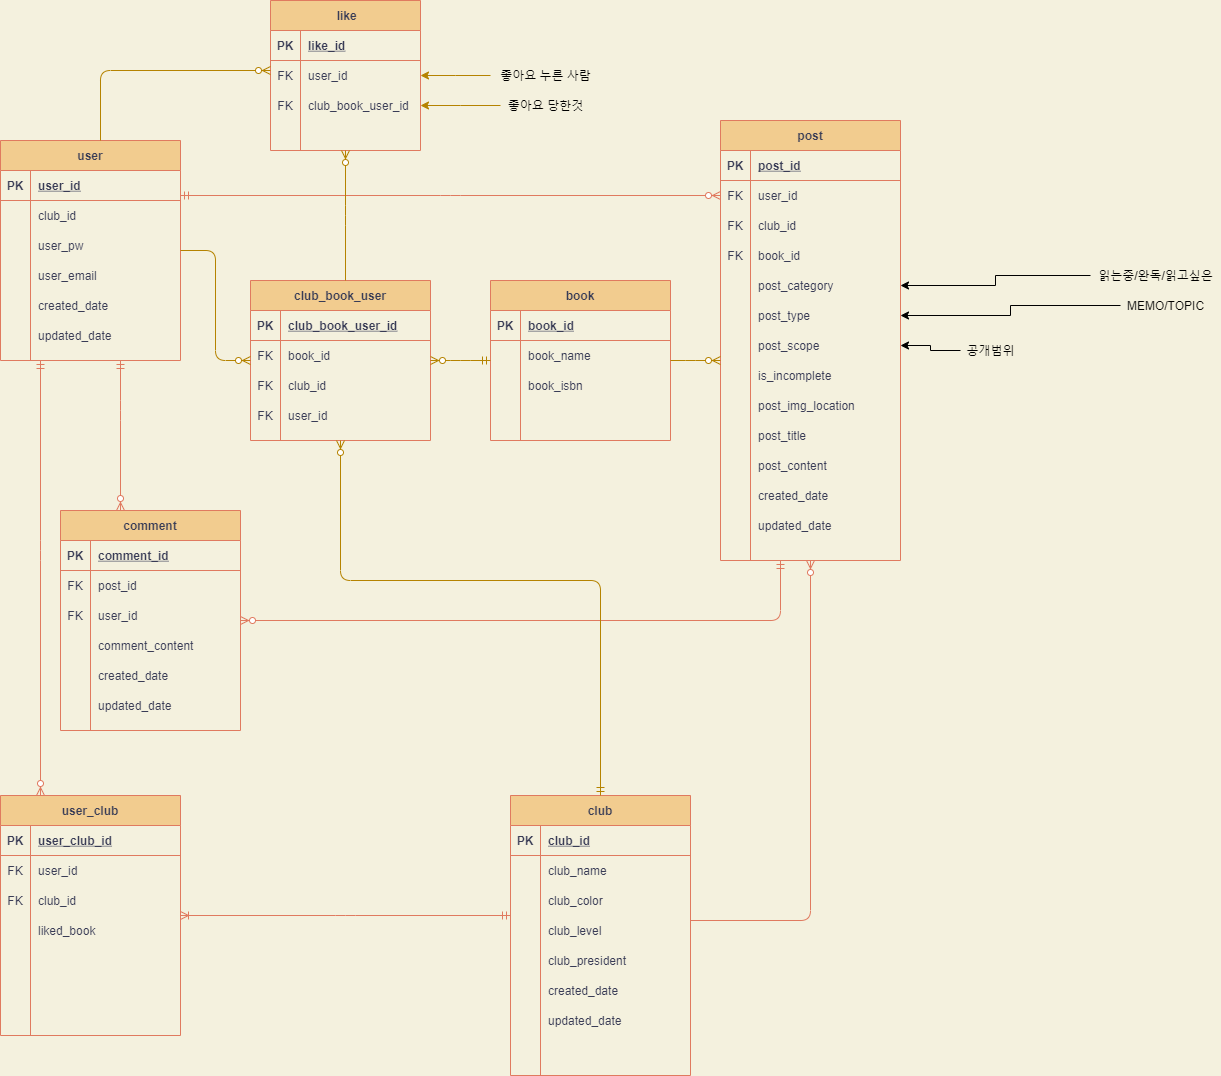 like
PK like_id
FK user_id
좋아요 누른 사람
FK club_book_user_id
좋아요 당한것
user
PK user_id
club_id
user_pw
user_email
created_date
updated_date
post
PK post_id
FK user_id
FK club_id
FK book_id
post_category
읽는중/완독/읽고싶은
post_type
MEMO/TOPIC
post_scope
공개범위
is_incomplete
post_img_location
post_title
post_content
created_date
updated_date
club_book_user
PK club_book_user_id
FK book_id
FK club_id
FK user_id
book
PK book_id
book_name
book_isbn
comment
PK comment_id
FK post_id
FK user_id
comment_content
created_date
updated_date
user_club
PK user_club_id
FK user_id
FK club_id
liked_book
club
PK club_id
club_name
club_color
club_level
club_president
created_date
updated_date